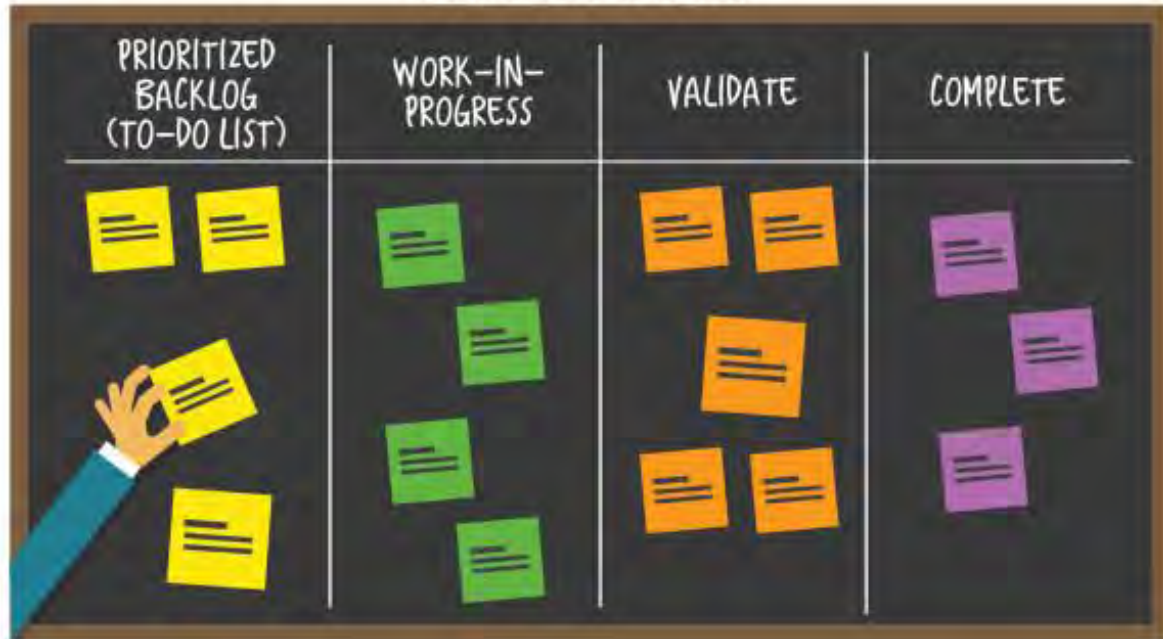 PRIORITIZED
BACKLOG
(TO-DO LIST)
WORK-IN-
PROGRESS
VALIDATE
COMPLETE